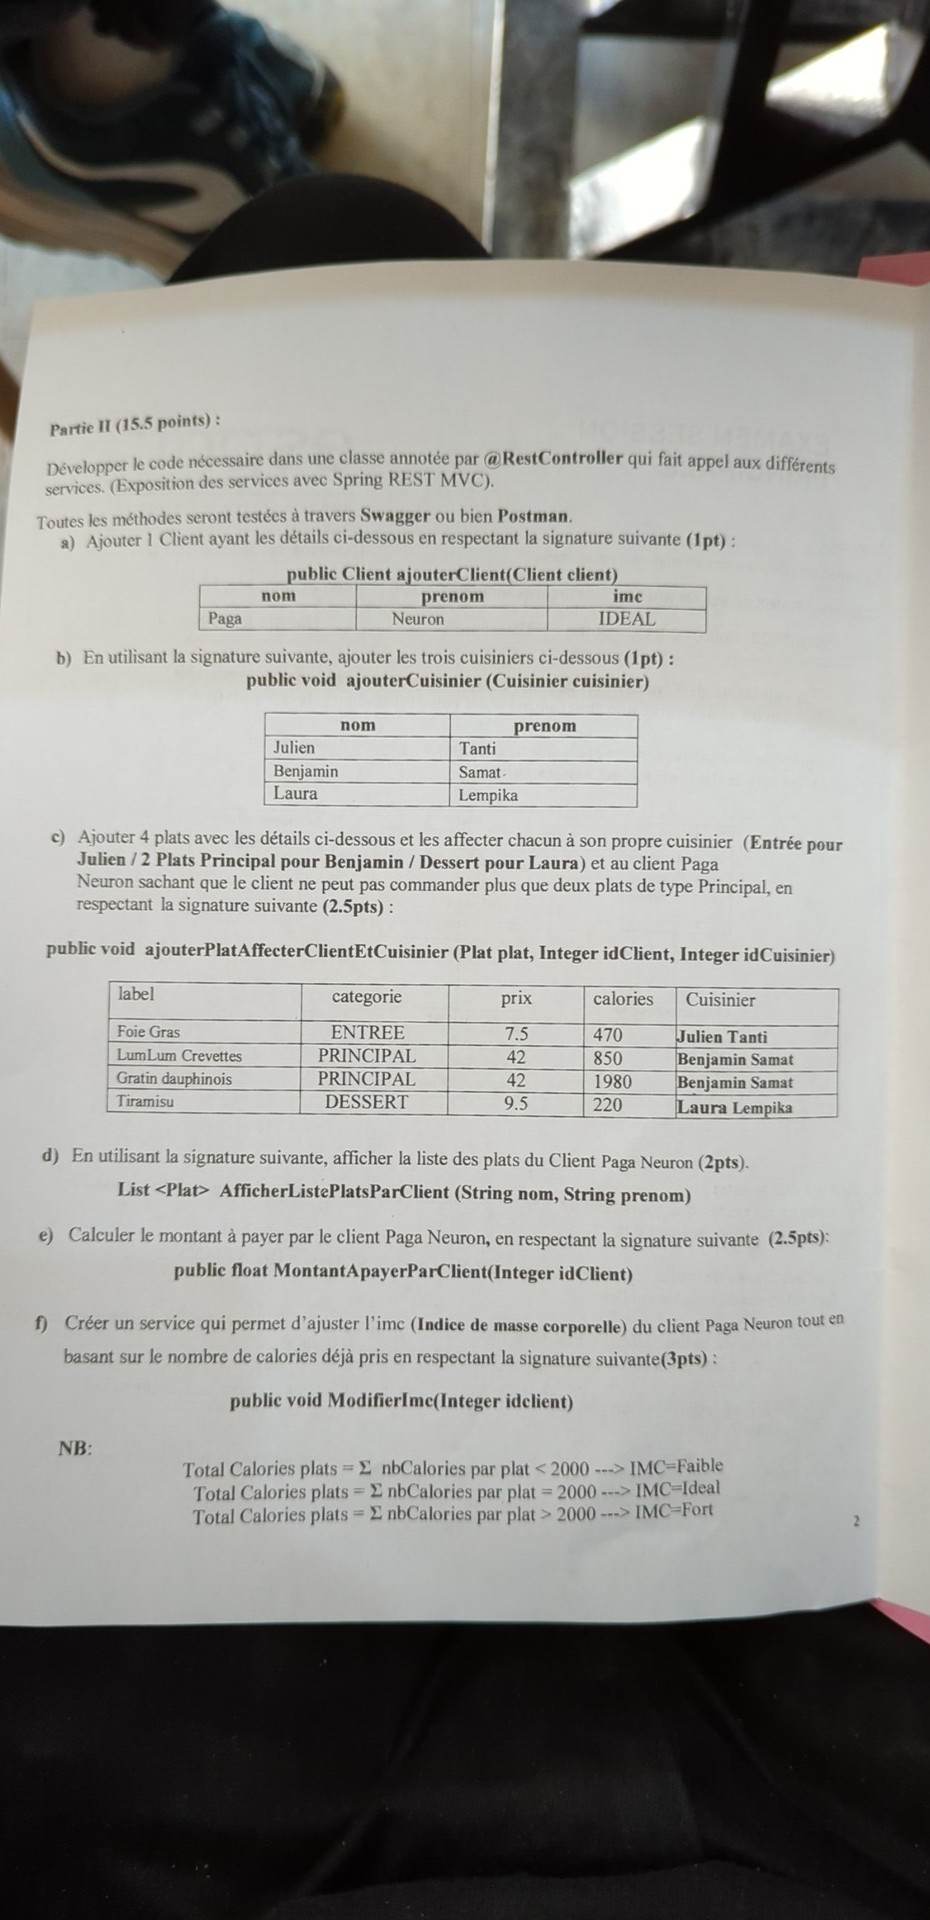 Partie II (15.5 points) :
Développer le code nécessaire dans une classe annotée par @RestController qui fait appel aux différents
services. (Exposition des services avec Spring REST MVC).
Toutes les méthodes seront testées à travers Swagger ou bien Postman.
a) Ajouter 1 Client ayant les détails ci-dessous en respectant la signature suivante (1pt) :
public Client ajouterClient(Client client)
nom prenom imc
Paga Neuron IDEAL
b) En utilisant la signature suivante, ajouter les trois cuisiniers ci-dessous (1pt) :
public void ajouterCuisinier (Cuisinier cuisinier)
nom prenom
Julien Tanti
Benjamin Samat
Laura Lempika
c) Ajouter 4 plats avec les détails ci-dessous et les affecter chacun à son propre cuisinier (Entrée pour
Julien / 2 Plats Principal pour Benjamin / Dessert pour Laura) et au client Paga
Neuron sachant que le client ne peut pas commander plus que deux plats de type Principal, en
respectant la signature suivante (2.5pts) :
public void ajouterPlatAffecterClientEtCuisinier (Plat plat, Integer idClient, Integer idCuisinier)
label categorie prix calories Cuisinier
Foie Gras ENTREE 7.5 470 Julien Tanti
LumLum Crevettes PRINCIPAL 42 850 Benjamin Samat
Gratin dauphinois PRINCIPAL 42 1980 Benjamin Samat
Tiramisu DESSERT 9.5 220 Laura Lempika
d) En utilisant la signature suivante, afficher la liste des plats du Client Paga Neuron (2pts).
List <Plat> AfficherListePlatsParClient (String nom, String prenom)
e) Calculer le montant à payer par le client Paga Neuron, en respectant la signature suivante (2.5pts):
public float MontantApayerParClient(Integer idClient)
f) Créer un service qui permet d'ajuster l'imc (Indice de masse corporelle) du client Paga Neuron tout en
basant sur le nombre de calories déjà pris en respectant la signature suivante(3pts) :
public void ModifierImc(Integer idclient)
NB:
Total Calories plats = Σ nbCalories par plat < 2000 ---> IMC=Faible
Total Calories plats = Σ nbCalories par plat = 2000 ---> IMC=Ideal
Total Calories plats = Σ nbCalories par plat > 2000 ---> IMC=Fort
2